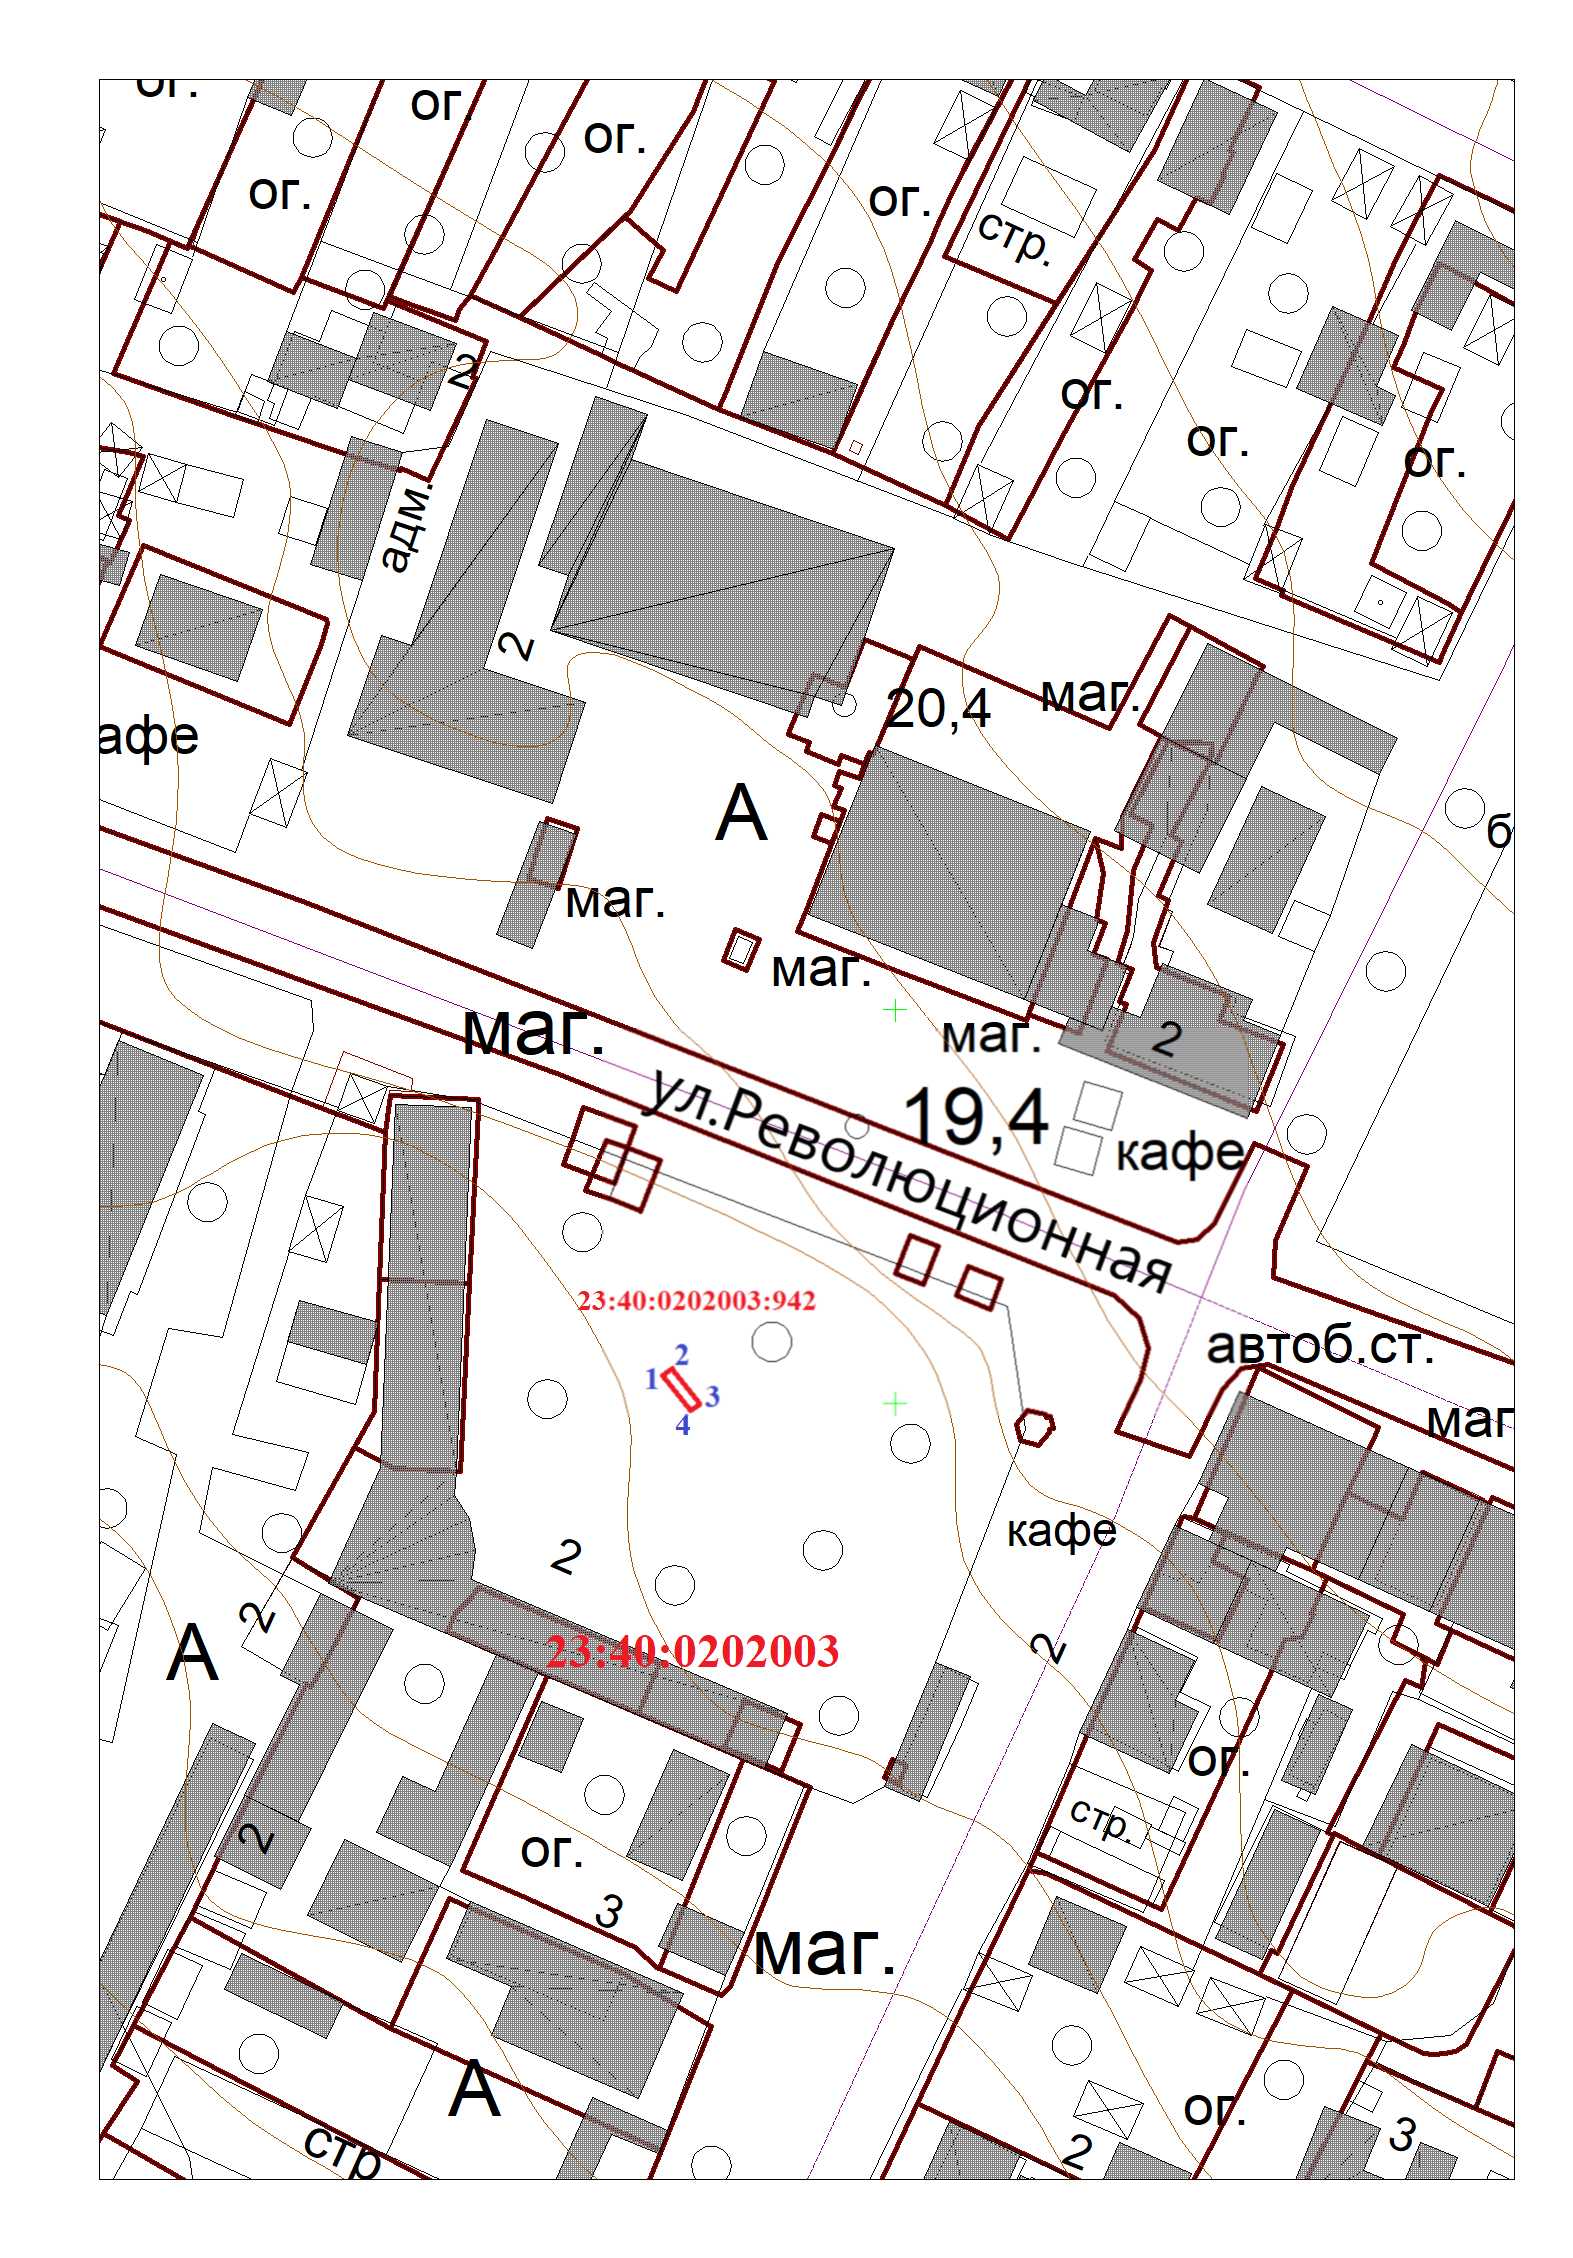 ог.
ог.
ог.
ог.
ог.
стр.
2
ог.
ог.
ог.
адм.
2
20,4
маг.
афе
А
б
маг.
маг.
маг.
маг.
2
ул.Революционная
19,4
кафе
23:40:0202003:942
автоб.ст.
2
1
3
4
маг
кафе
2
2
А
23:40:0202003
2
ог.
стр.
2
ог.
3
маг.
А
ог.
стр
2
3